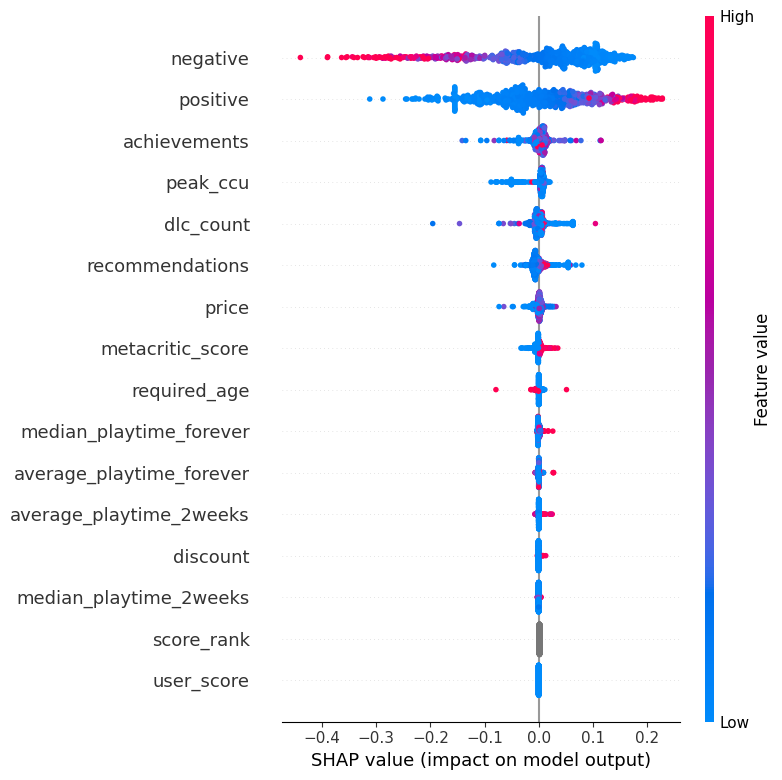 High
negative
positive
achievements
peak_ccu
dlc_count
recommendations
price
metacritic_score
required_age
median_playtime_forever
average_playtime_forever
average_playtime_2weeks
discount
median_playtime_2weeks
score_rank
user_score
Feature value
Low
−0.4 −0.3 −0.2 −0.1 0.0 0.1 0.2
SHAP value (impact on model output)